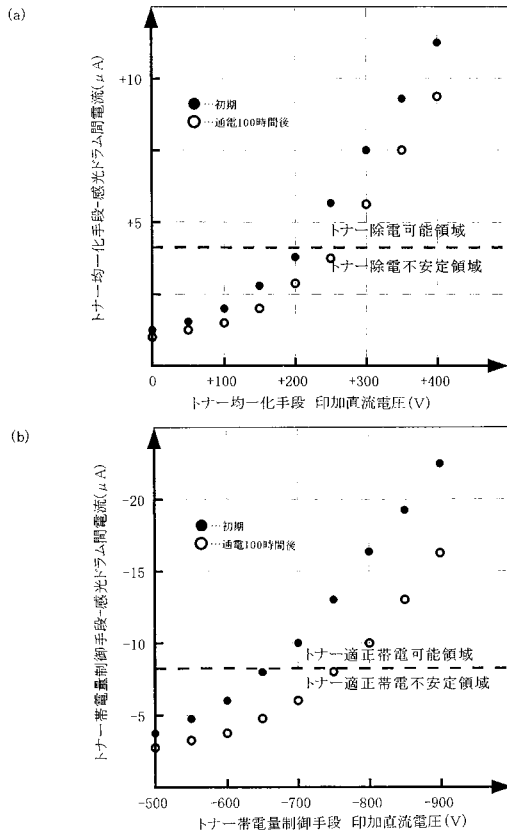 (a)
トナー均一化手段-感光ドラム間電流(μA)
+10
+5
●…初期
○…通電100時間後
トナー除電可能領域
トナー除電不安定領域
0 +100 +200 +300 +400
トナー均一化手段 印加直流電圧(V)
(b)
トナー帯電量制御手段-感光ドラム間電流(μA)
-20
-15
-10
-5
●…初期
○…通電100時間後
トナー適正帯電可能領域
トナー適正帯電不安定領域
-500 -600 -700 -800 -900
トナー帯電量制御手段 印加直流電圧(V)